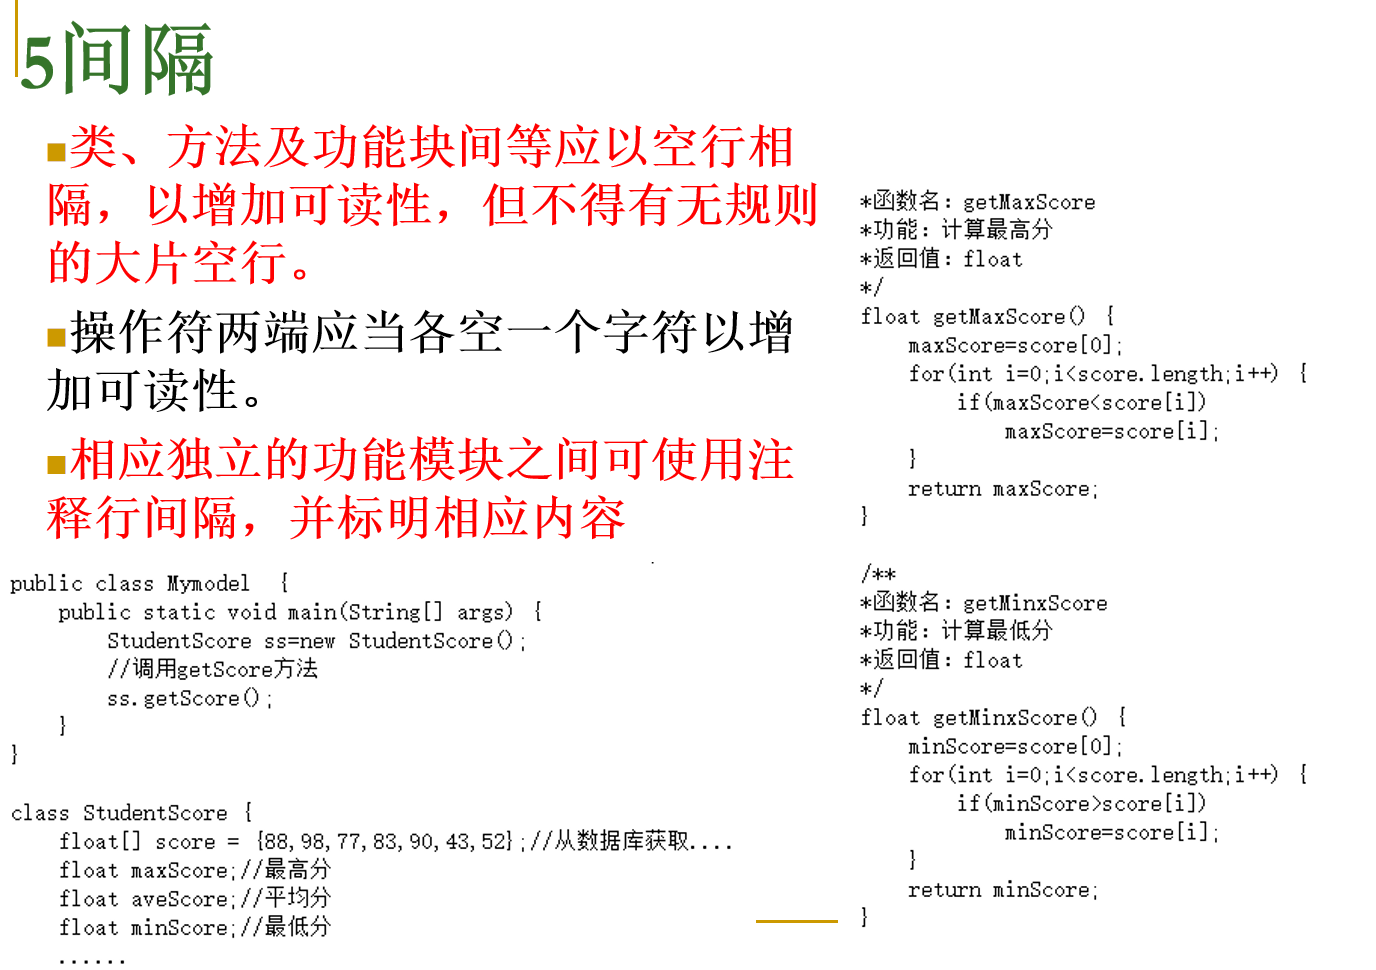 5间隔
■类、方法及功能块间等应以空行相
隔，以增加可读性，但不得有无规则
的大片空行。
■操作符两端应当各空一个字符以增
加可读性。
■相应独立的功能模块之间可使用注
释行间隔，并标明相应内容
public class Mymodel  {
    public static void main(String[] args) {
        StudentScore ss=new StudentScore();
        //调用getScore方法
        ss.getScore();
    }
}

class StudentScore {
    float[] score = {88,98,77,83,90,43,52};//从数据库获取....
    float maxScore;//最高分
    float aveScore;//平均分
    float minScore;//最低分
    ......
*函数名：getMaxScore
*功能：计算最高分
*返回值：float
*/
float getMaxScore() {
    maxScore=score[0];
    for(int i=0;i<score.length;i++) {
        if(maxScore<score[i])
            maxScore=score[i];
    }
    return maxScore;
}

/**
*函数名：getMinxScore
*功能：计算最低分
*返回值：float
*/
float getMinxScore() {
    minScore=score[0];
    for(int i=0;i<score.length;i++) {
        if(minScore>score[i])
            minScore=score[i];
    }
    return minScore;
}